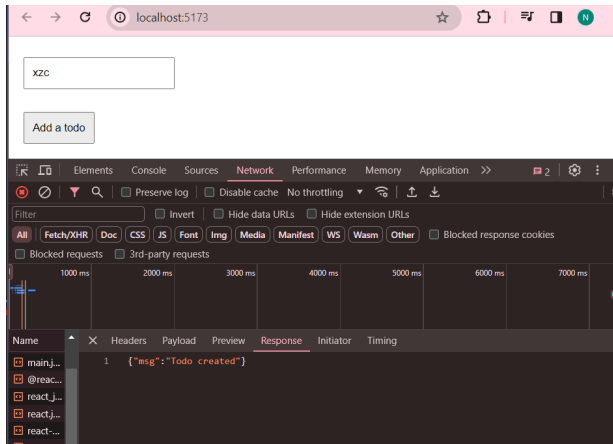 localhost:5173
N
xzc
Add a todo
Elements Console Sources Network Performance Memory Application 2
Preserve log Disable cache No throttling
Filter Invert Hide data URLs Hide extension URLs
All Fetch/XHR Doc CSS JS Font Img Media Manifest WS Wasm Other Blocked response cookies
Blocked requests 3rd-party requests
1000 ms 2000 ms 3000 ms 4000 ms 5000 ms 6000 ms 7000 ms
Name Headers Payload Preview Response Initiator Timing
1 {"msg":"Todo created"}
main.j...
@reac...
react_j...
react.j...
react-...